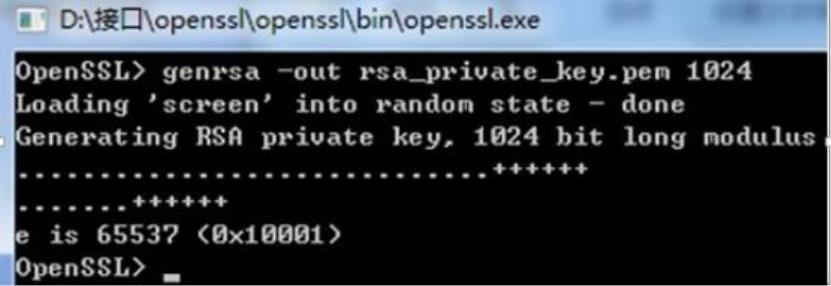 D:\接口\openssl\openssl\bin\openssl.exe
OpenSSL> genrsa -out rsa_private_key.pem 1024
Loading 'screen' into random state - done
Generating RSA private key, 1024 bit long modulus
..............................++++++
.......++++++
e is 65537 (0x10001)
OpenSSL> _